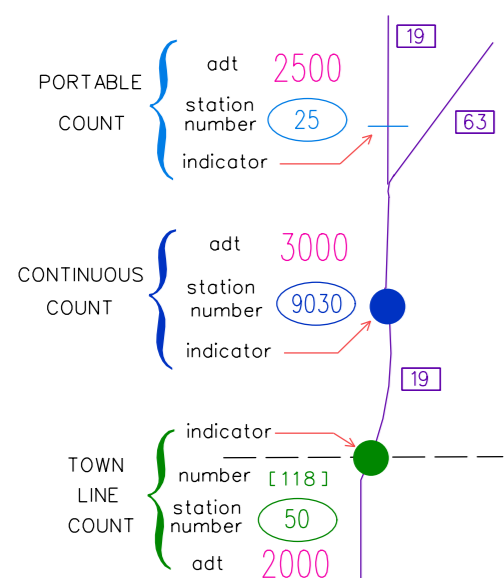 19
adt 2500
PORTABLE
COUNT
station
number 25
63
indicator
adt 3000
CONTINUOUS
COUNT
station
number 9030
indicator
19
indicator
TOWN
LINE
COUNT
number [118]
station
number 50
adt 2000